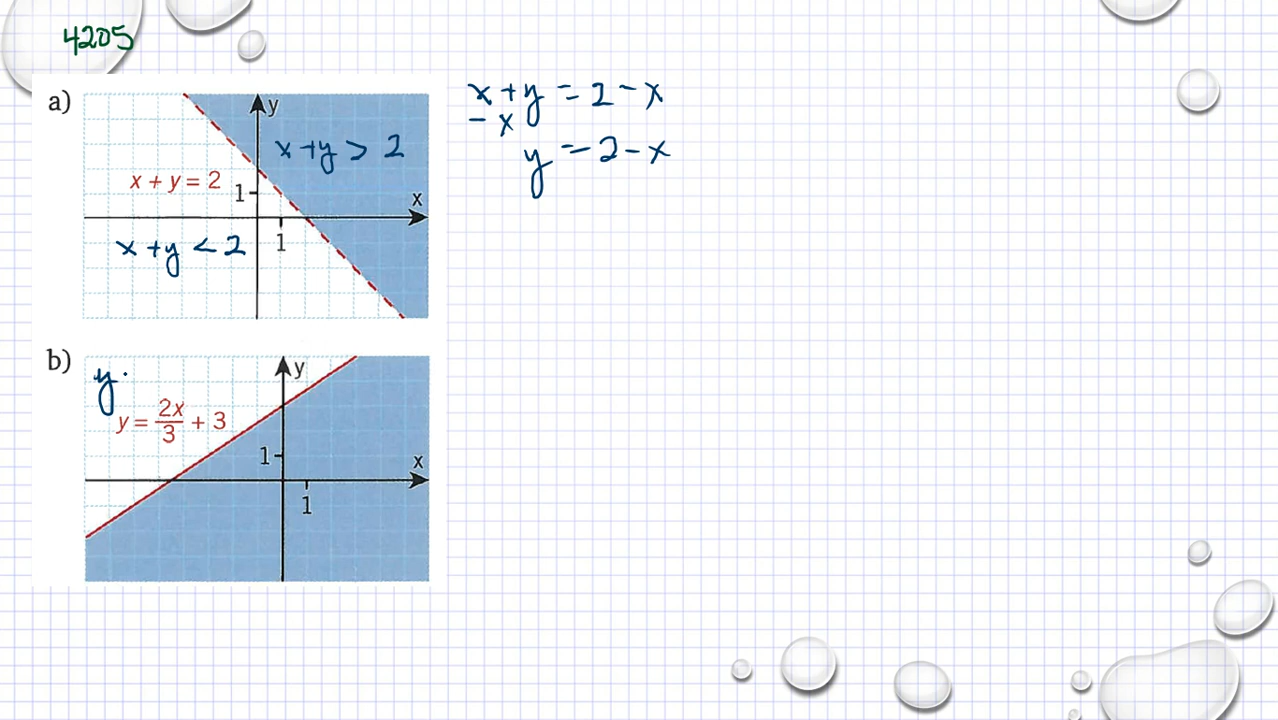 4205
a)
y
x + y > 2
x + y = 2
1
x
x + y < 2
1
x + y = 2 - x
- x
y = 2 - x
b)
y.
y
y = 2x/3 + 3
1
x
1